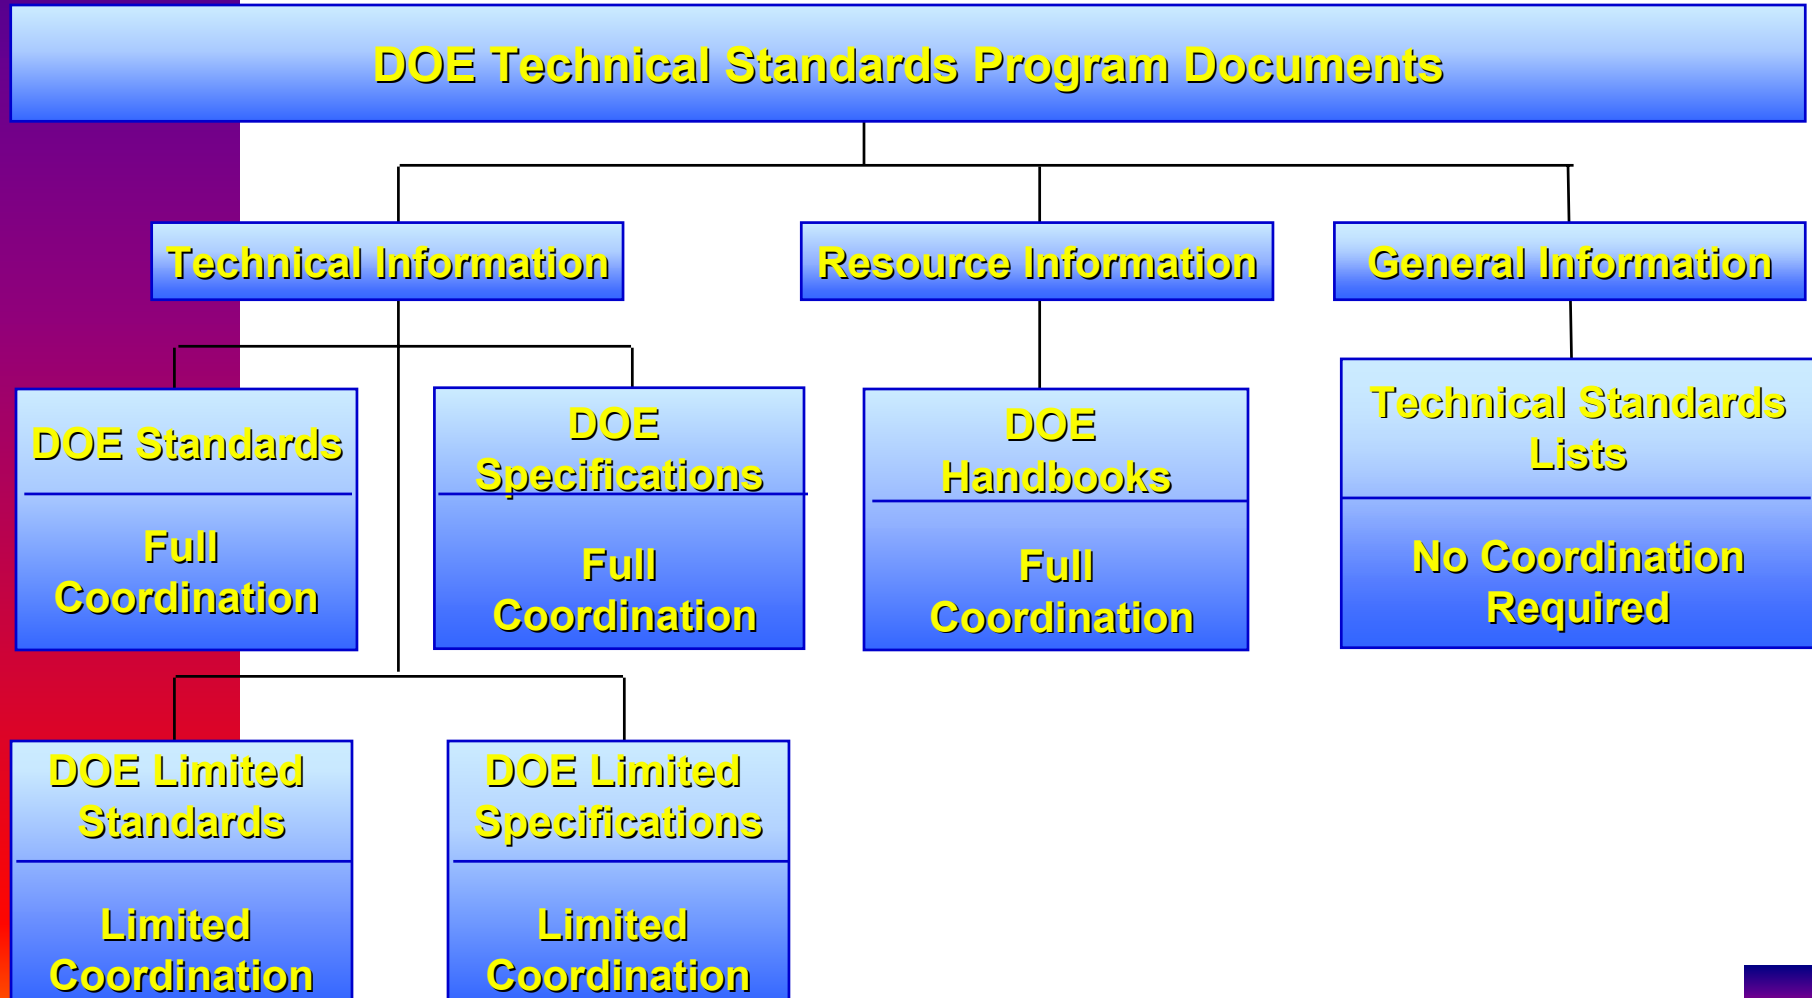 DOE Technical Standards Program Documents
Technical Information
Resource Information
General Information
DOE Standards
Full
Coordination
DOE
Specifications
Full
Coordination
DOE
Handbooks
Full
Coordination
Technical Standards
Lists
No Coordination
Required
DOE Limited
Standards
Limited
Coordination
DOE Limited
Specifications
Limited
Coordination